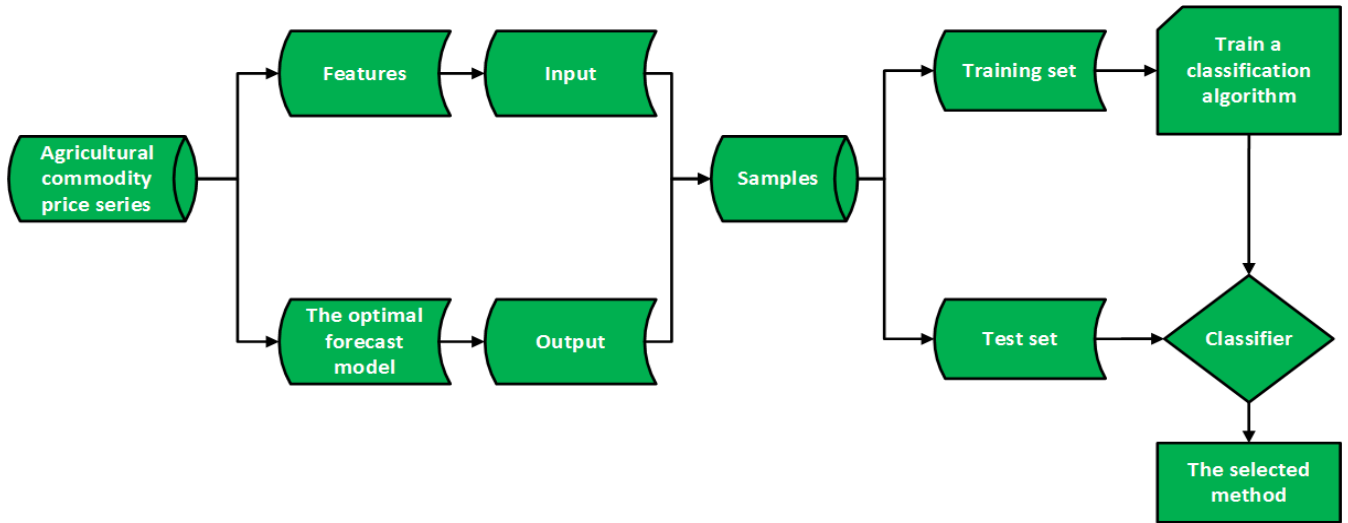 Features
Input
Agricultural
commodity
price series
The optimal
forecast
model
Output
Samples
Training set
Train a
classification
algorithm
Test set
Classifier
The selected
method